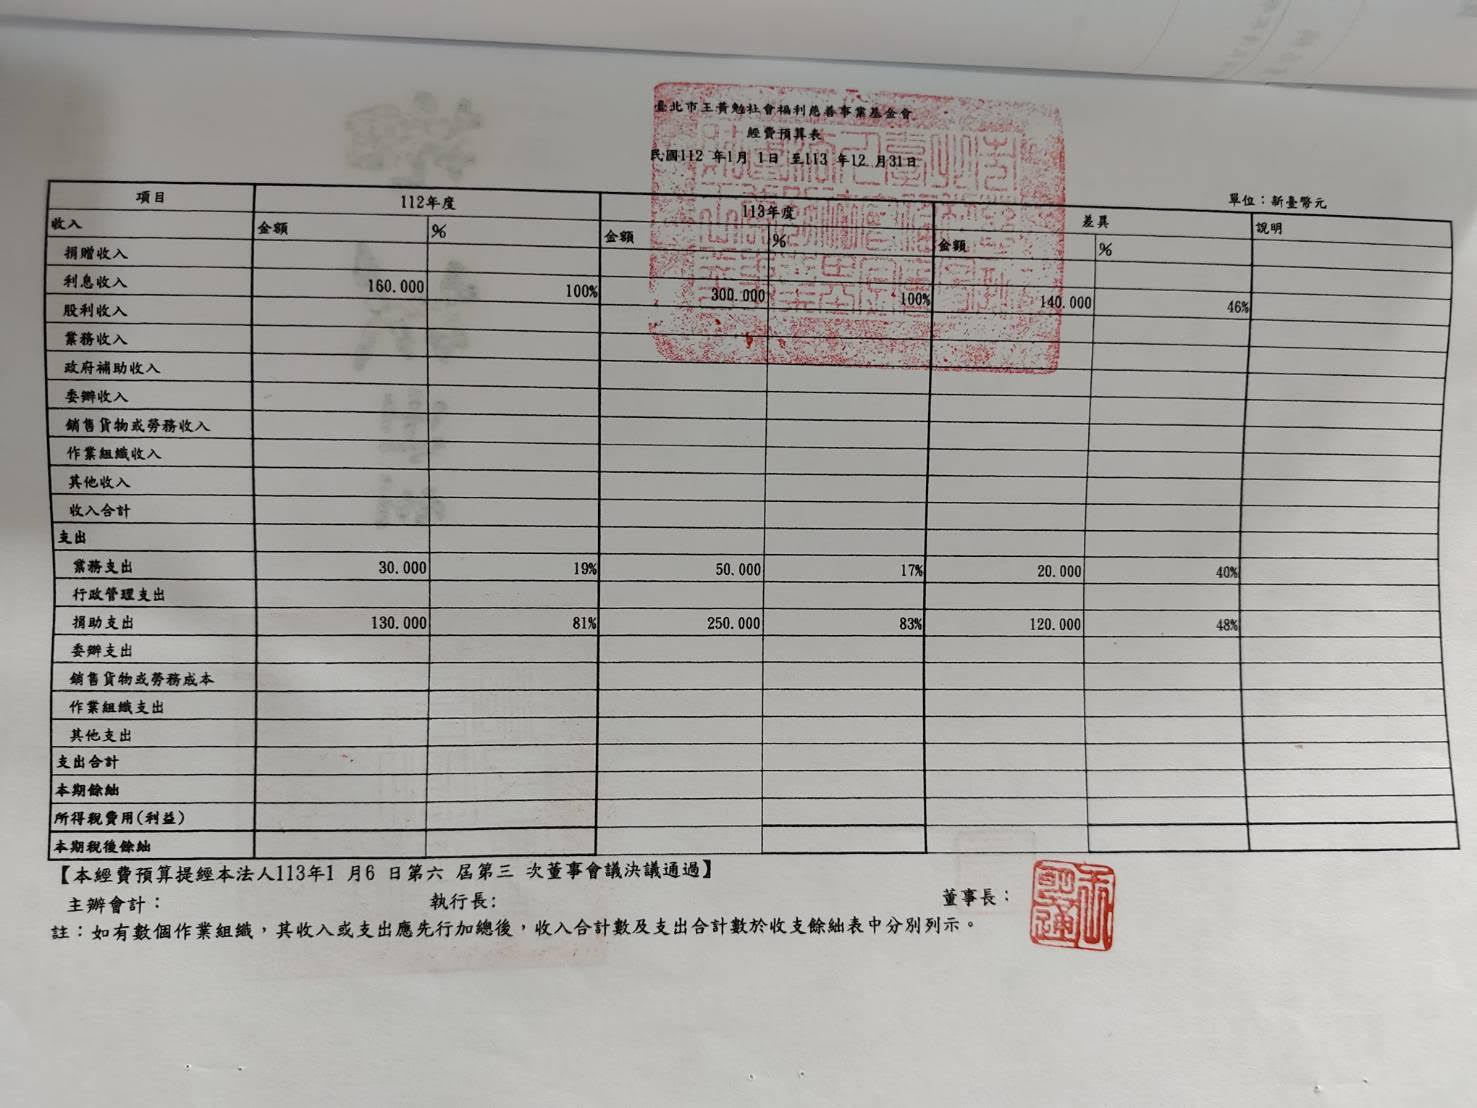 臺北市王黃勉社會福利慈善事業基金會
經費預算表
民國112 年1月 1日 至113 年12 月31日
單位：新臺幣元
項目 112年度 113年度 差異 說明
收入 金額 % 金額 % 金額 %
捐贈收入
利息收入 160.000 100% 300.000 100% 140.000 46%
股利收入
業務收入
政府補助收入
委辦收入
銷售貨物或勞務收入
作業組織收入
其他收入
收入合計
支出
業務支出 30.000 19% 50.000 17% 20.000 40%
行政管理支出
捐助支出 130.000 81% 250.000 83% 120.000 48%
委辦支出
銷售貨物或勞務成本
作業組織支出
其他支出
支出合計
本期餘絀
所得稅費用(利益)
本期稅後餘絀
【本經費預算提經本法人113年1 月6 日第六 屆第三 次董事會議決議通過】
主辦會計： 執行長： 董事長：
註：如有數個作業組織，其收入或支出應先行加總後，收入合計數及支出合計數於收支餘絀表中分別列示。